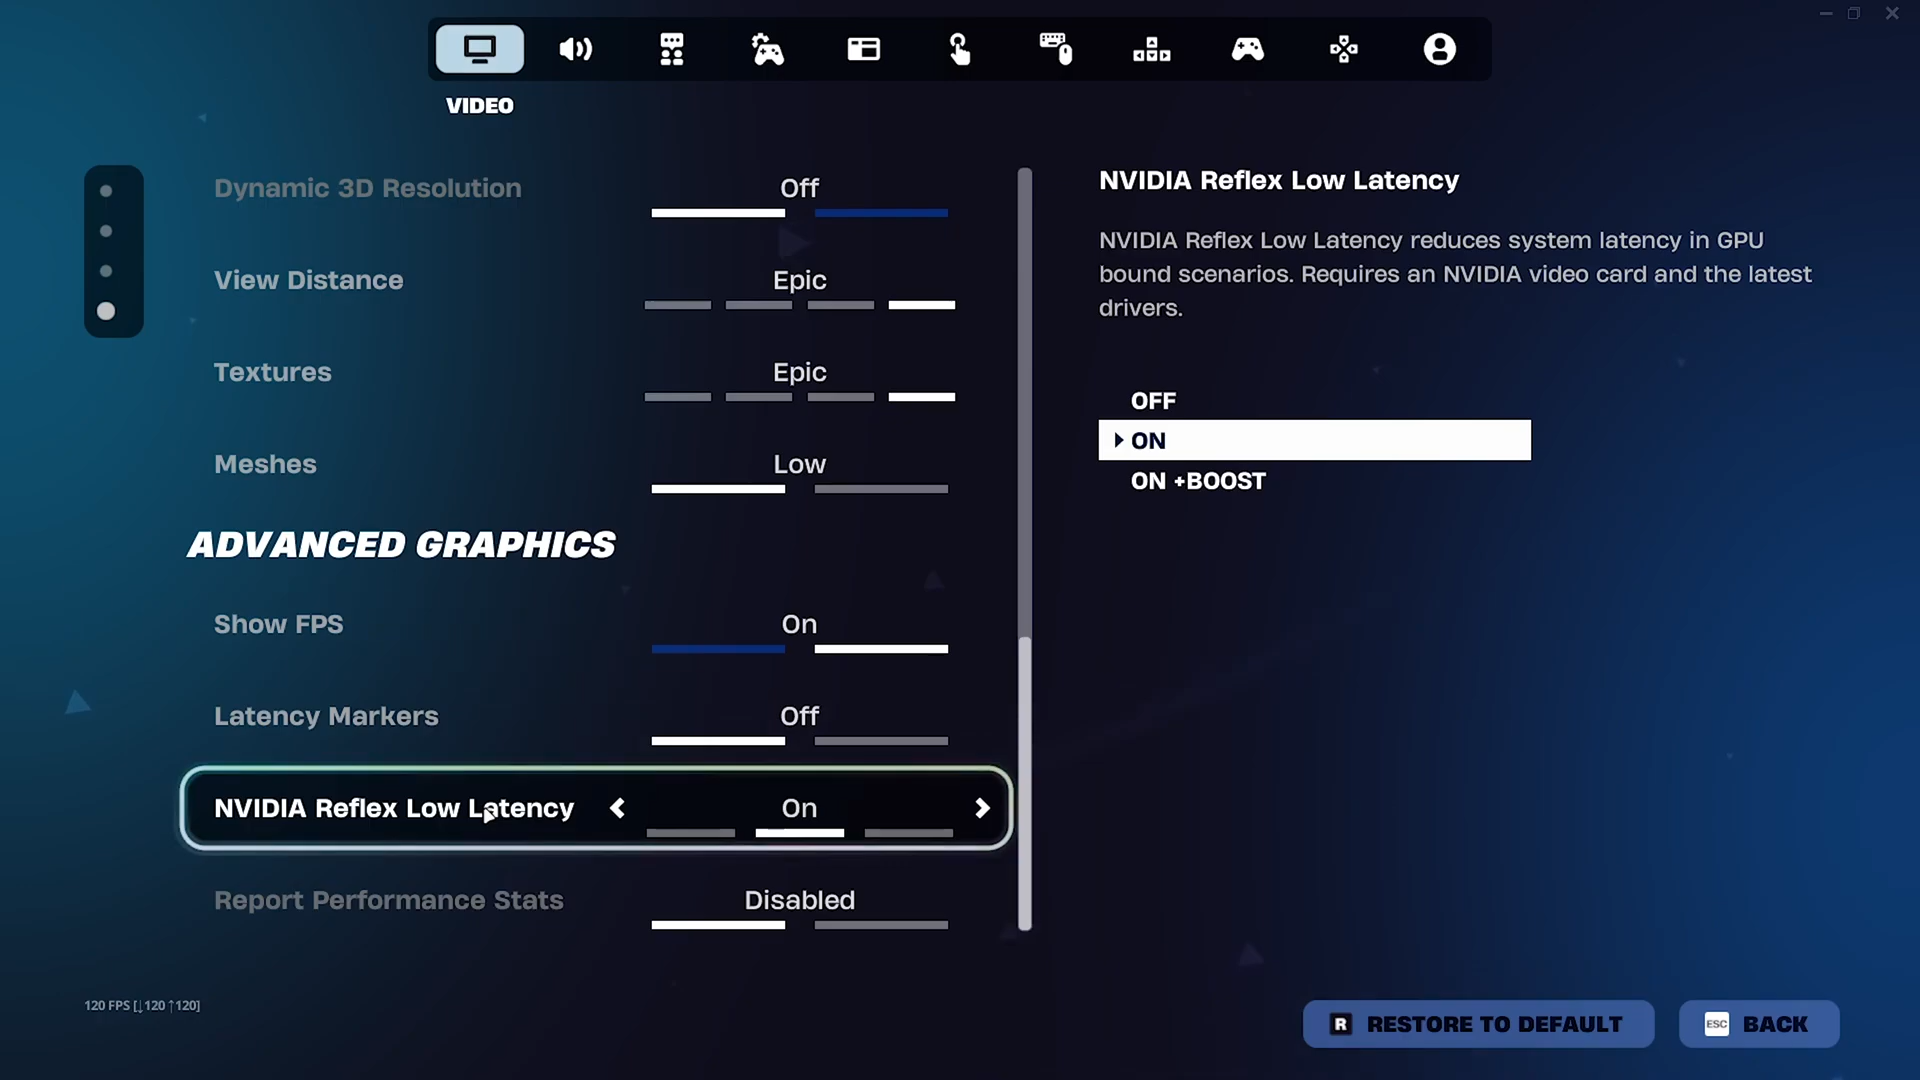 VIDEO
Dynamic 3D Resolution Off
View Distance Epic
Textures Epic
Meshes Low
ADVANCED GRAPHICS
Show FPS On
Latency Markers Off
NVIDIA Reflex Low Latency On
Report Performance Stats Disabled
NVIDIA Reflex Low Latency
NVIDIA Reflex Low Latency reduces system latency in GPU
bound scenarios. Requires an NVIDIA video card and the latest
drivers.
OFF
ON
ON +BOOST
120 FPS [↓120 ↑120]
R RESTORE TO DEFAULT
ESC BACK